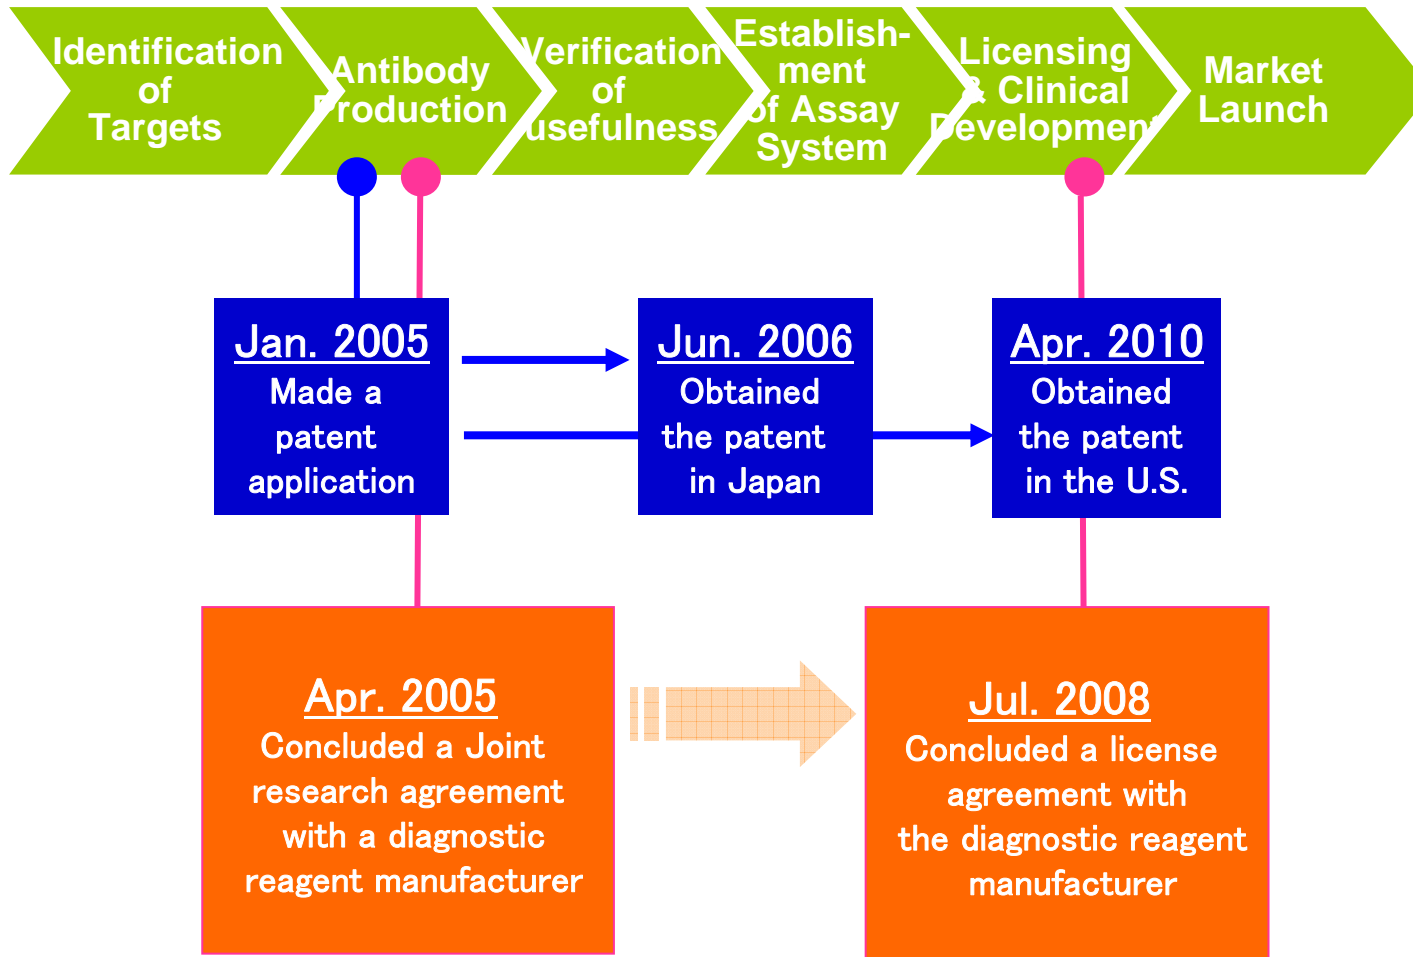 Identification
of
Targets
Antibody
Production
Verification
of
usefulness
Establish-
ment
of Assay
System
Licensing
& Clinical
Development
Market
Launch
Jan. 2005
Made a
patent
application
Jun. 2006
Obtained
the patent
in Japan
Apr. 2010
Obtained
the patent
in the U.S.
Apr. 2005
Concluded a Joint
research agreement
with a diagnostic
reagent manufacturer
Jul. 2008
Concluded a license
agreement with
the diagnostic reagent
manufacturer